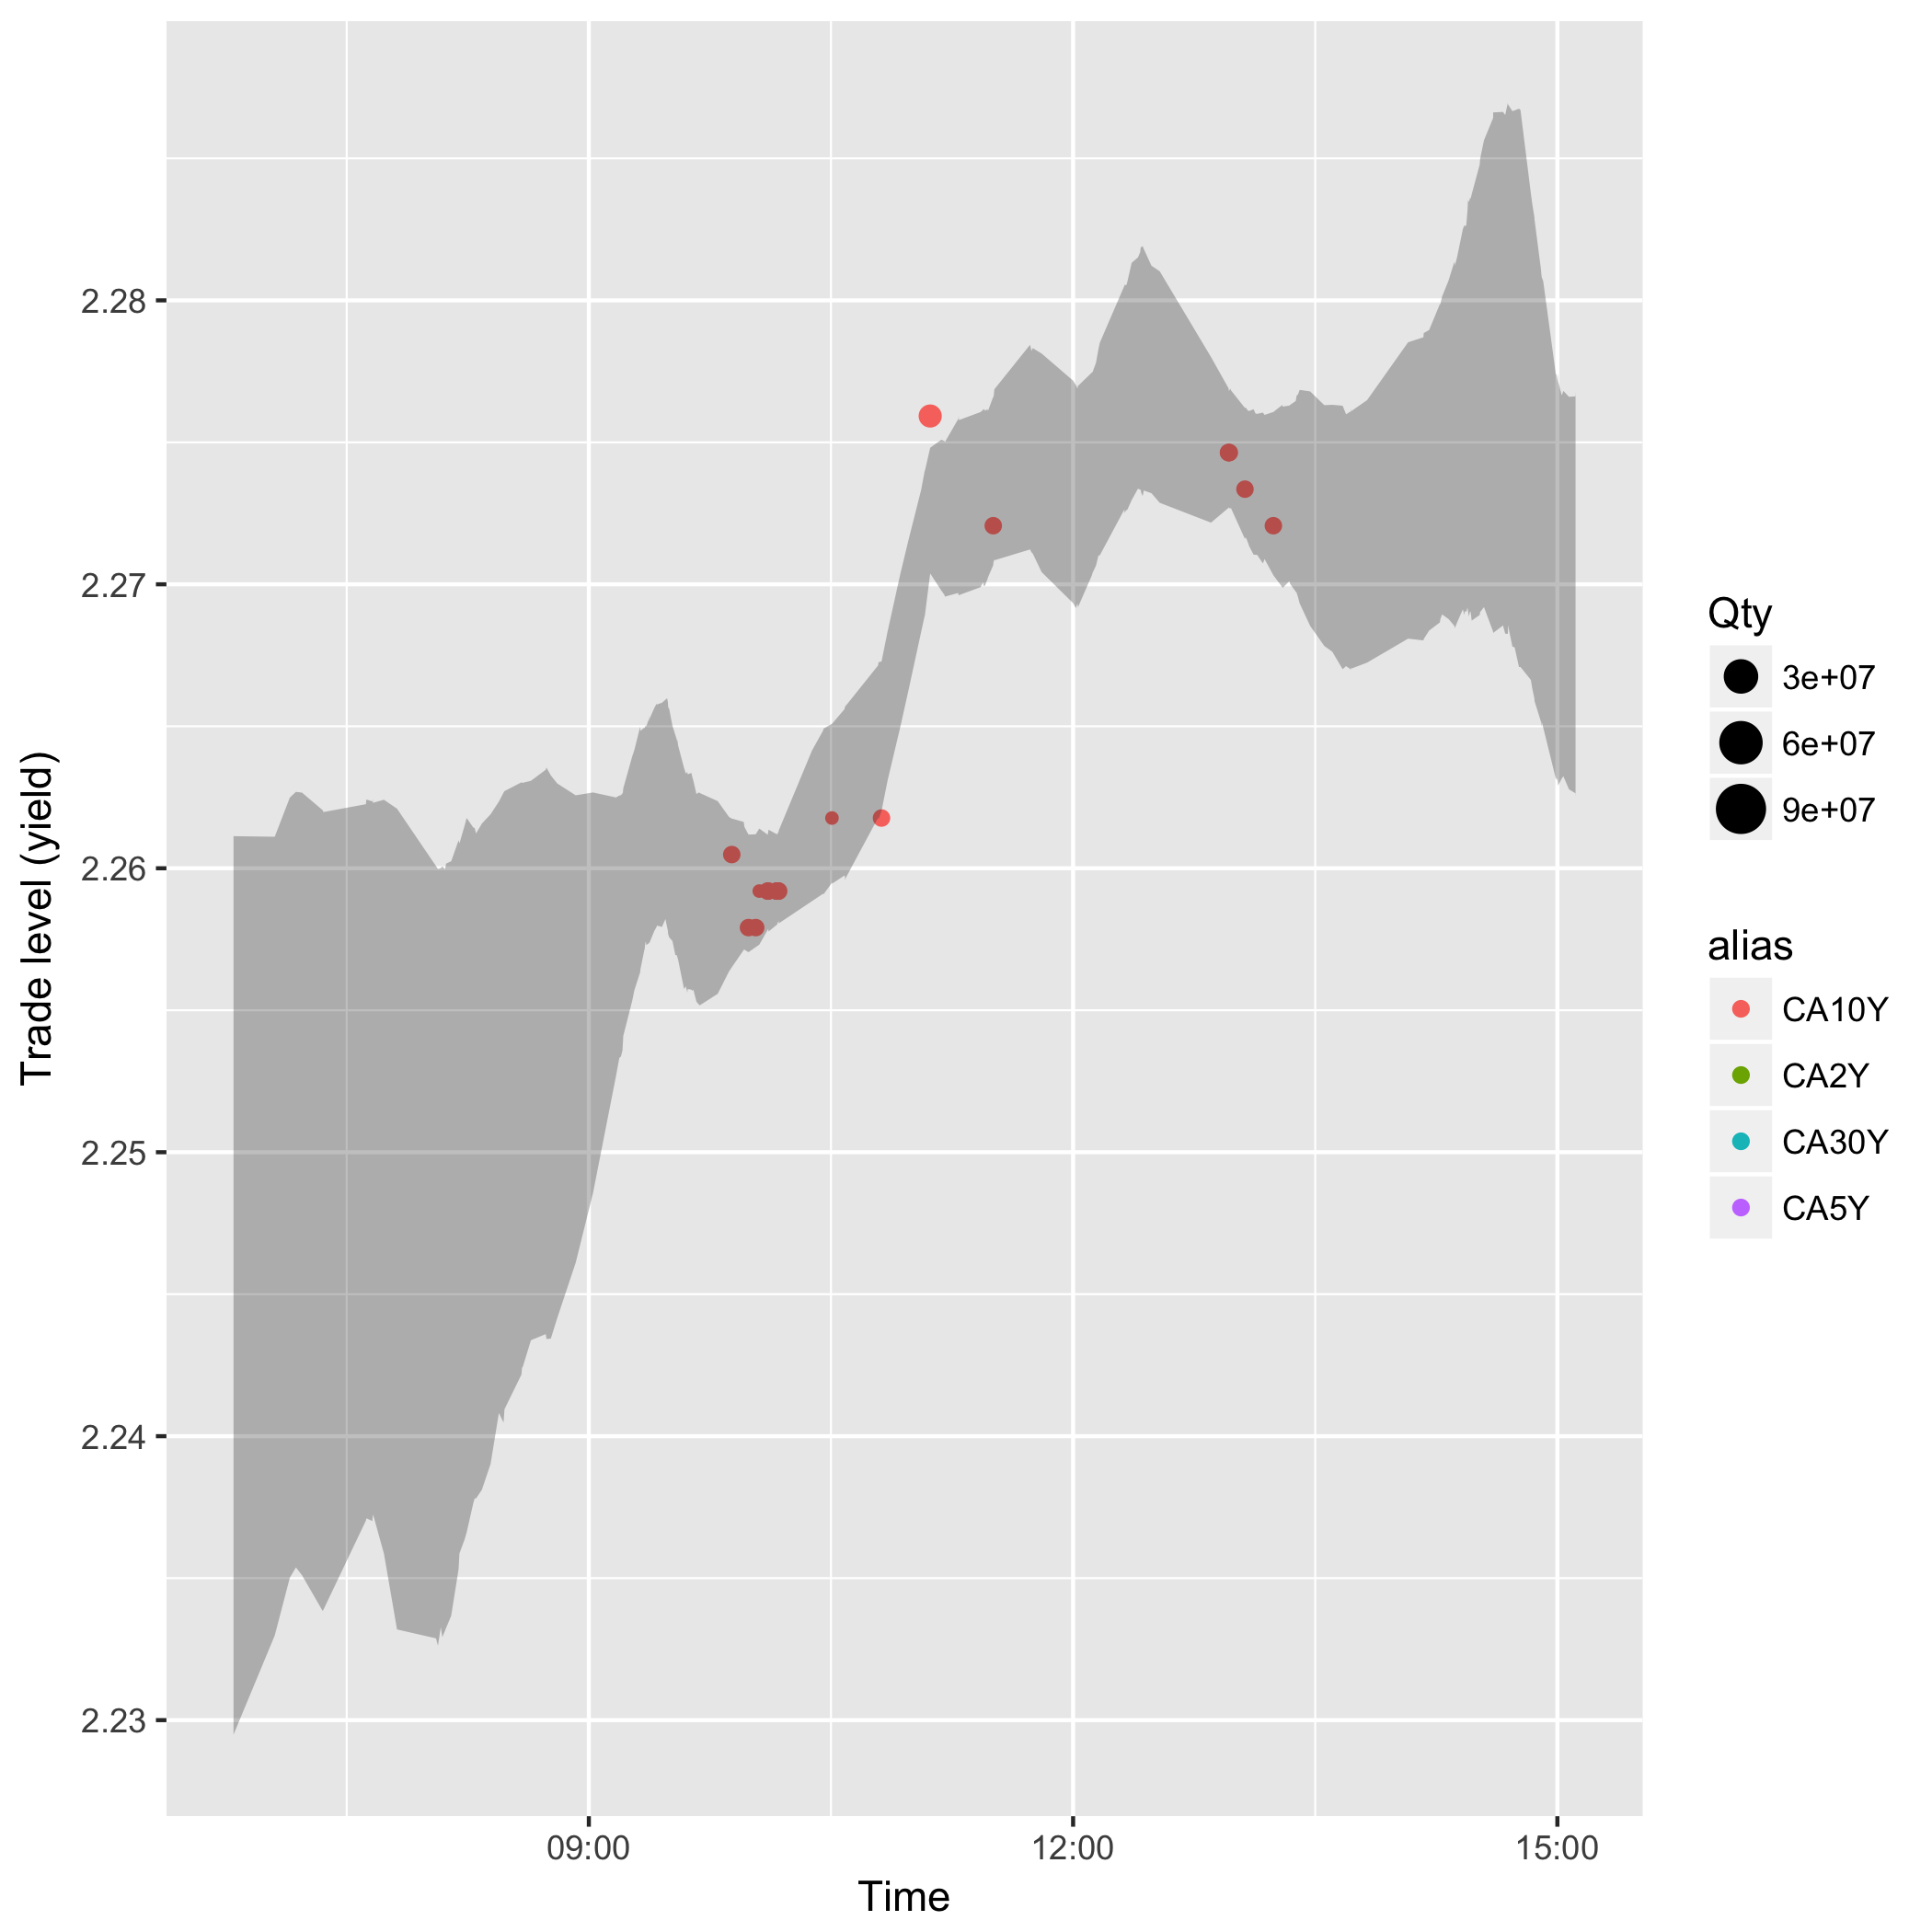 Trade level (yield)
2.28
2.27
2.26
2.25
2.24
2.23
09:00
12:00
15:00
Time
Qty
3e+07
6e+07
9e+07
alias
CA10Y
CA2Y
CA30Y
CA5Y